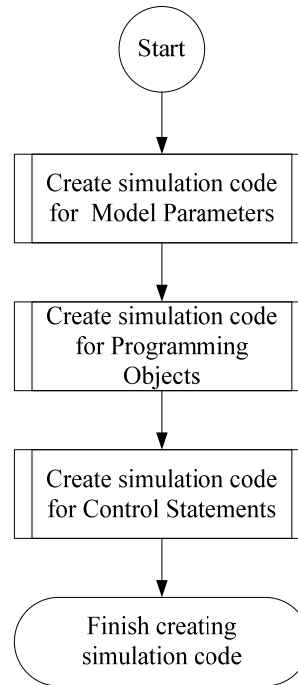 Start
Create simulation code
for Model Parameters
Create simulation code
for Programming
Objects
Create simulation code
for Control Statements
Finish creating
simulation code